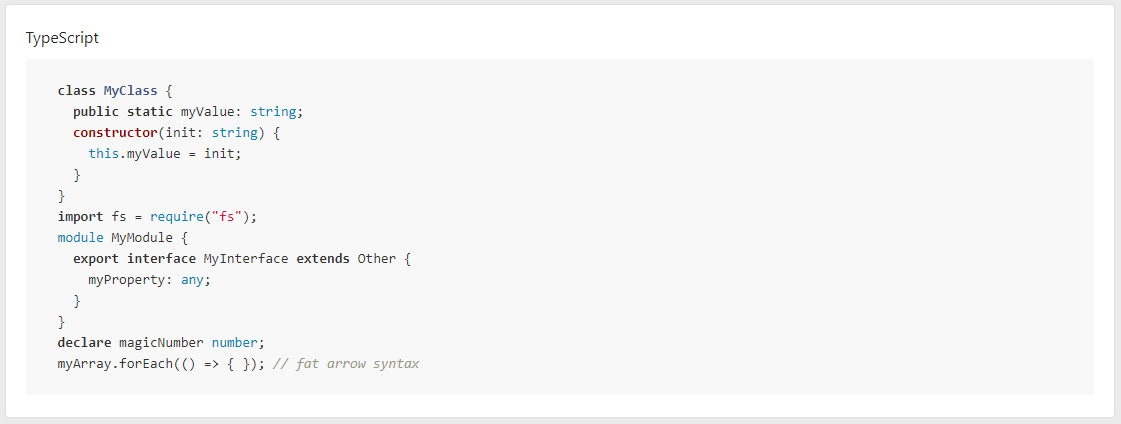 TypeScript
class MyClass {
  public static myValue: string;
  constructor(init: string) {
    this.myValue = init;
  }
}
import fs = require("fs");
module MyModule {
  export interface MyInterface extends Other {
    myProperty: any;
  }
}
declare magicNumber number;
myArray.forEach(() => { }); // fat arrow syntax